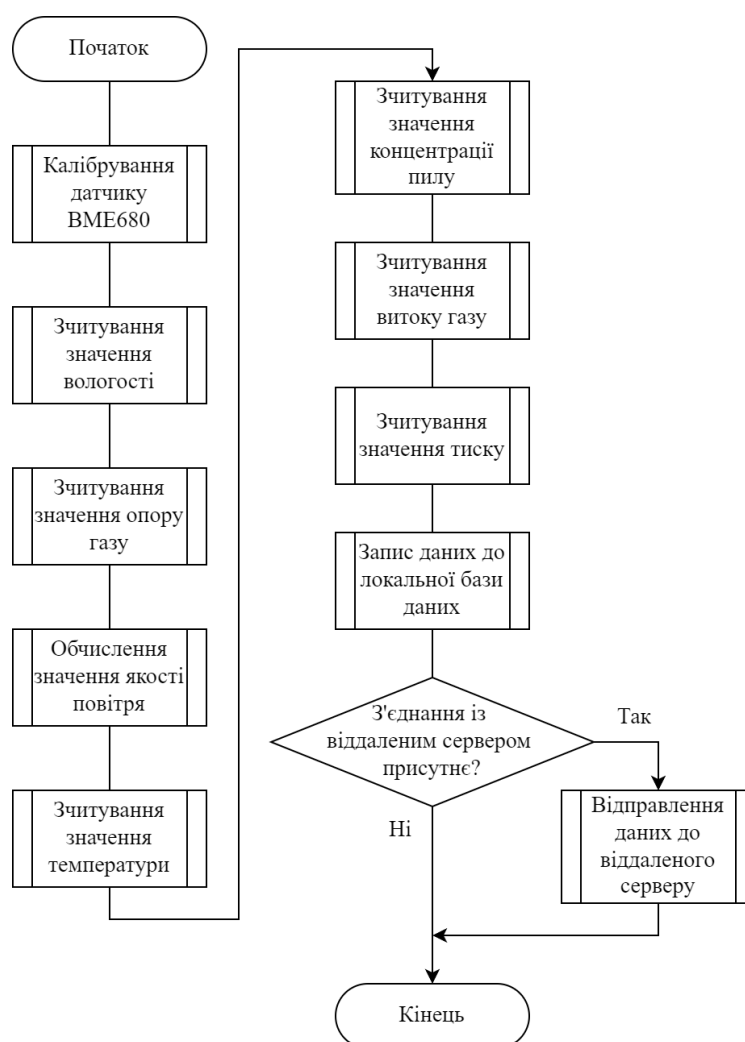 Початок
Калібрування
датчику
BME680
Зчитування
значення
вологості
Зчитування
значення опору
газу
Обчислення
значення якості
повітря
Зчитування
значення
температури
Зчитування
значення
концентрації
пилу
Зчитування
значення
витоку газу
Зчитування
значення тиску
Запис даних до
локальної бази
даних
З'єднання із
віддаленим сервером
присутнє?
Так
Ні
Відправлення
даних до
віддаленого
серверу
Кінець